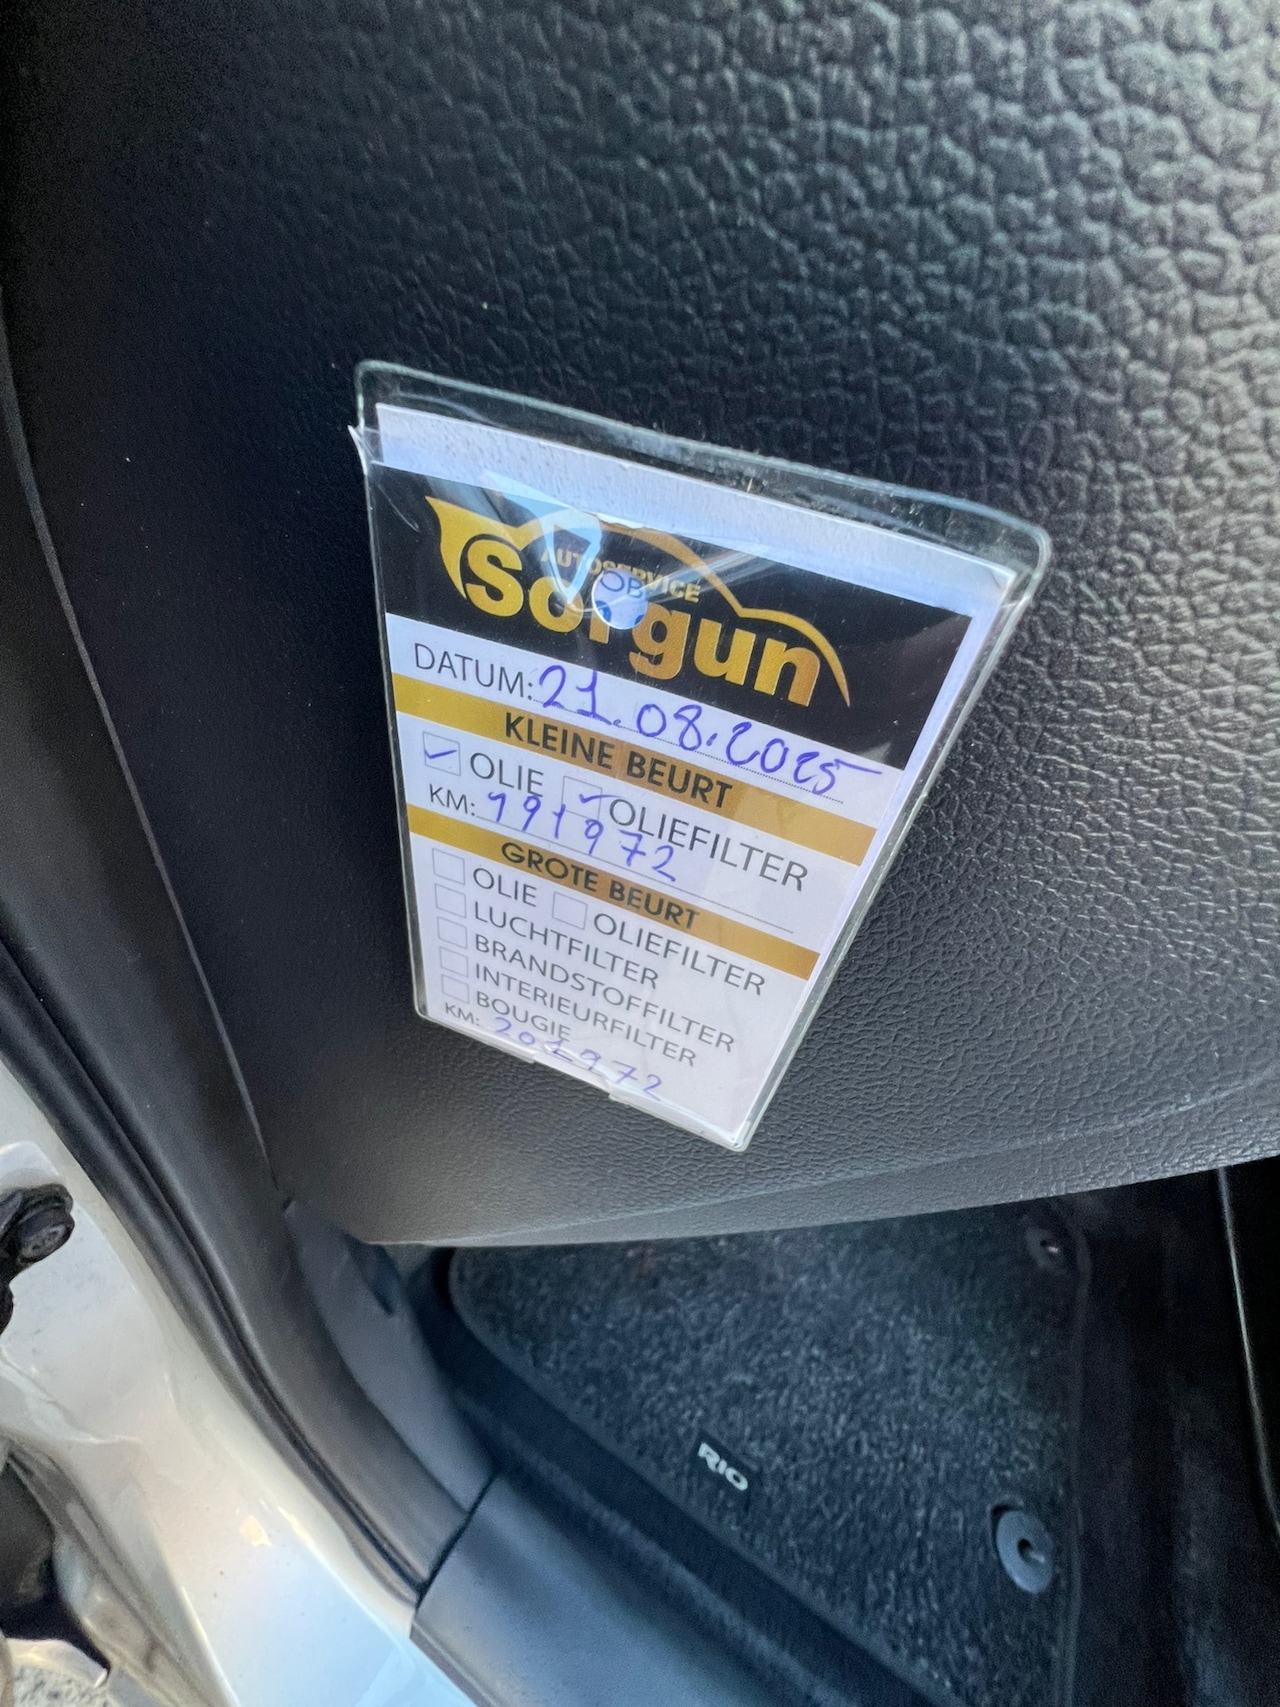 AUTOSERVICE
Sorgun
DATUM: 21.08.2025
KLEINE BEURT
OLIE OLIEFILTER
KM: 191972
GROTE BEURT
OLIE OLIEFILTER
LUCHTFILTER
BRANDSTOFFILTER
INTERIEURFILTER
BOUGIE
KM: 201972
RIO